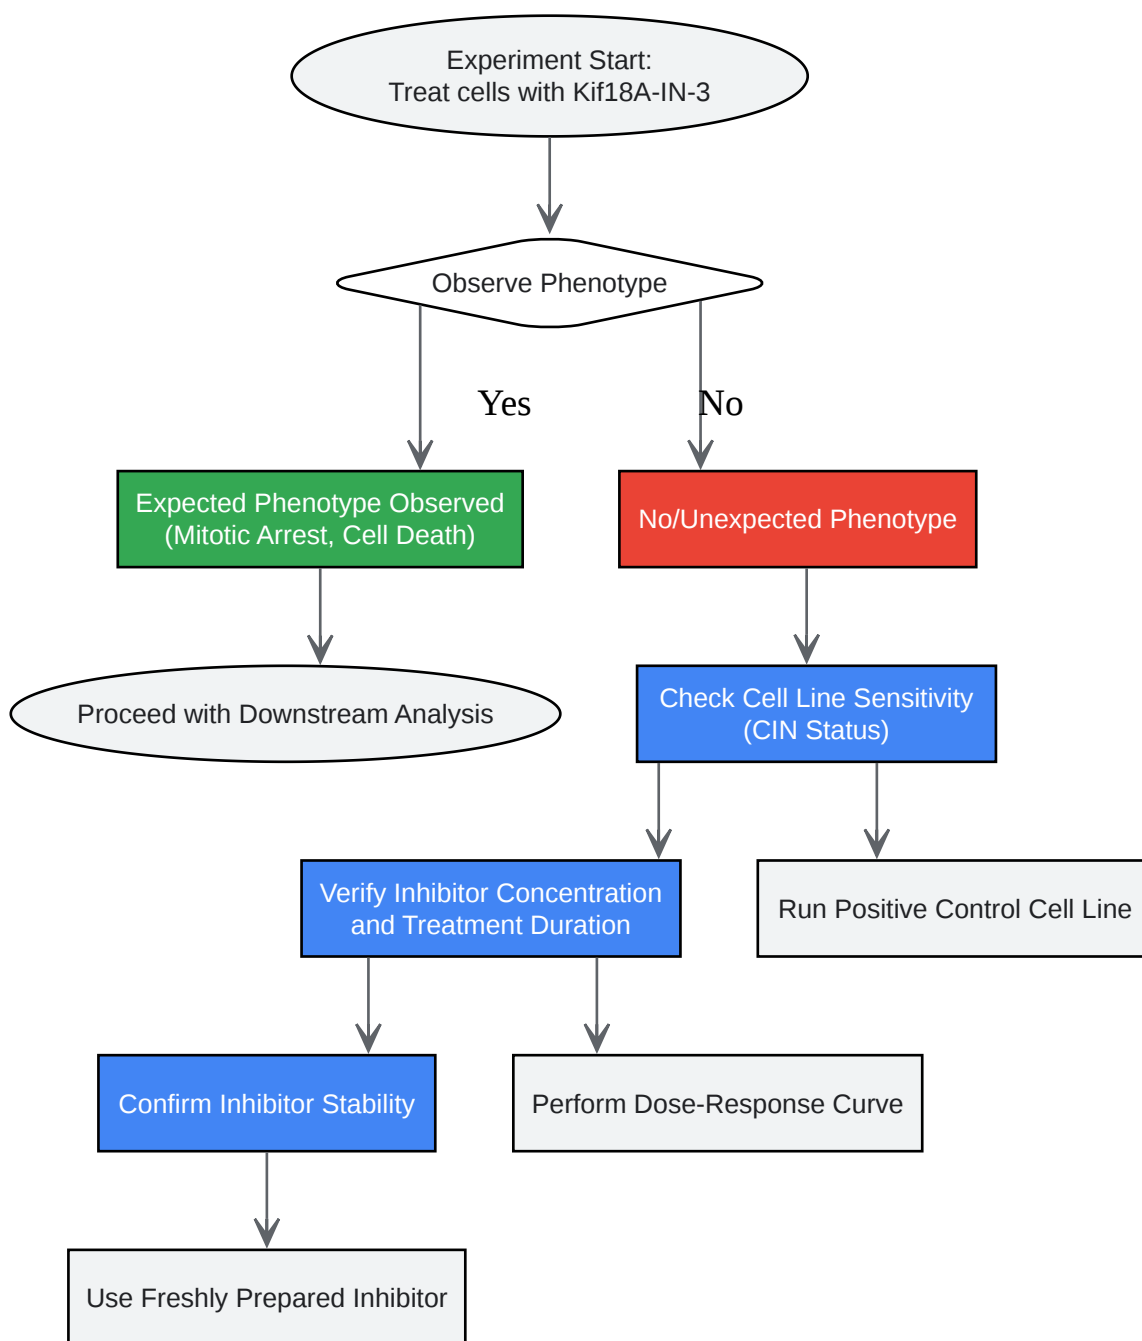 Experiment Start:
Treat cells with Kif18A-IN-3
Observe Phenotype
Yes
No
Expected Phenotype Observed
(Mitotic Arrest, Cell Death)
No/Unexpected Phenotype
Proceed with Downstream Analysis
Check Cell Line Sensitivity
(CIN Status)
Verify Inhibitor Concentration
and Treatment Duration
Run Positive Control Cell Line
Confirm Inhibitor Stability
Perform Dose-Response Curve
Use Freshly Prepared Inhibitor